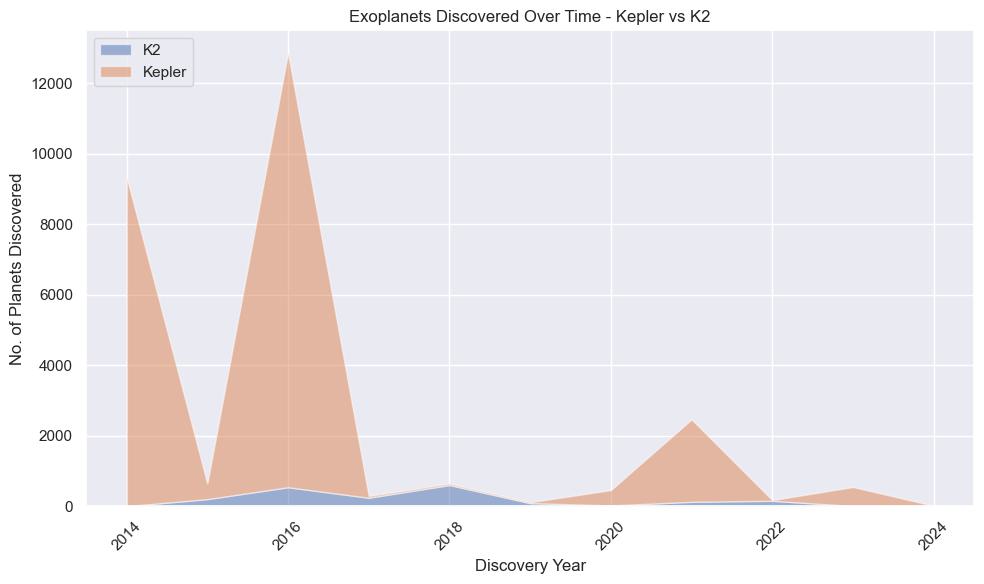 Exoplanets Discovered Over Time - Kepler vs K2
K2
Kepler
No. of Planets Discovered
12000
10000
8000
6000
4000
2000
0
2014
2016
2018
2020
2022
2024
Discovery Year